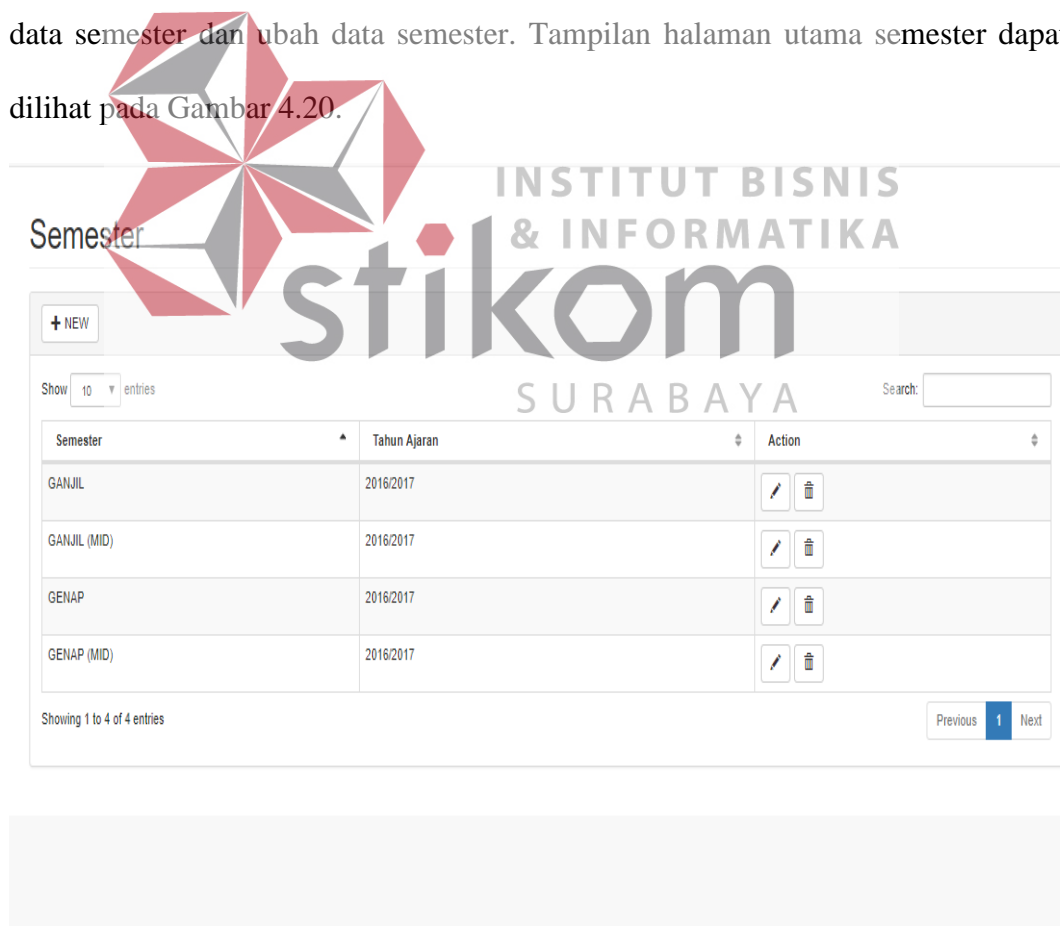 data semester dan ubah data semester. Tampilan halaman utama semester dapa
dilihat pada Gambar 4.20.
INSTITUT BISNIS
& INFORMATIKA
stikom
SURABAYA
Semester
+ NEW
Show 10 entries
Search:
Semester Tahun Ajaran Action
GANJIL 2016/2017
GANJIL (MID) 2016/2017
GENAP 2016/2017
GENAP (MID) 2016/2017
Showing 1 to 4 of 4 entries
Previous 1 Next